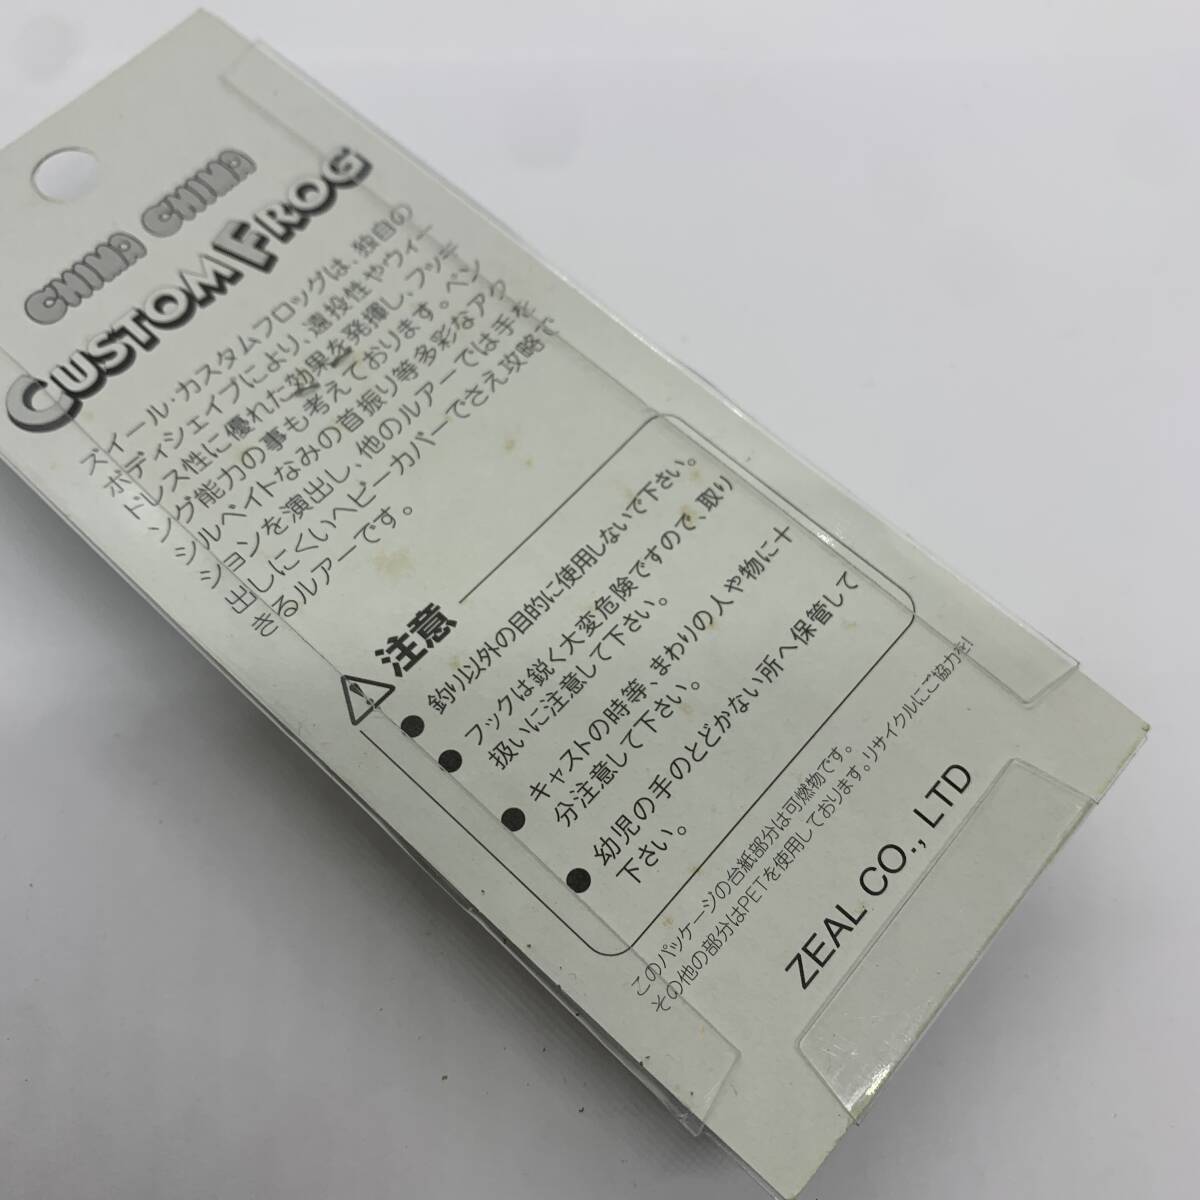 CHIMA CHIMA
CUSTOM FROG
ズイール・カスタムフロッグは、独自の
ボディシェイプにより、遠投性やウィー
ドレス性に優れた効果を発揮し、フッキ
ング能力の事も考えております。ペン
シルベイトなみの首振り等多彩なアク
ションを演出し、他のルアーでは手を
出しにくいヘビーカバーでさえ攻略で
きるルアーです。
注意
● 釣り以外の目的に使用しないで下さい。
● フックは鋭く大変危険ですので、取り
扱いに注意して下さい。
● キャストの時等、まわりの人や物に十
分注意して下さい。
● 幼児の手のとどかない所へ保管して
下さい。
このパッケージの台紙部分は可燃物です。
その他の部分はPETを使用しております。リサイクルにご協力を!
ZEAL CO., LTD